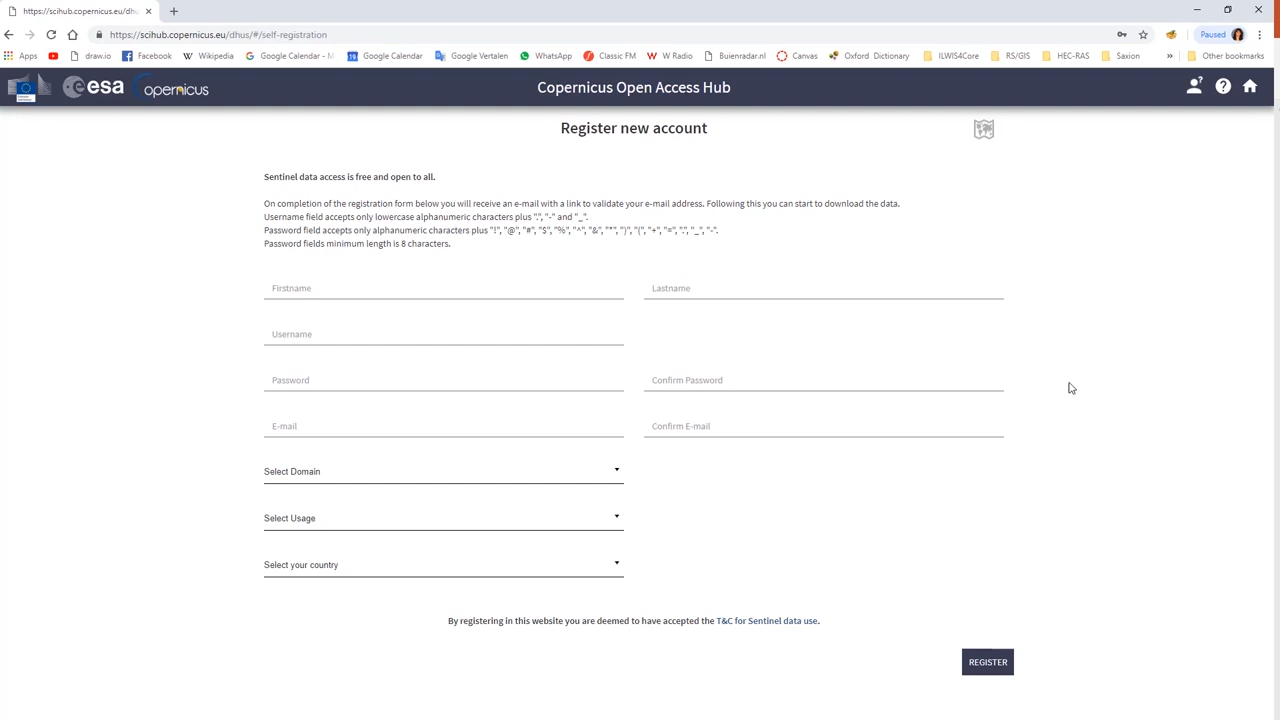 https://scihub.copernicus.eu/dhu
https://scihub.copernicus.eu/dhus/#/self-registration
Paused
Apps draw.io Facebook Wikipedia Google Calendar - M Google Calendar Google Vertalen WhatsApp Classic FM W Radio Buienradar.nl Canvas Oxford Dictionary ILWIS4Core RS/GIS HEC-RAS Saxion » Other bookmarks
esa opernicus Copernicus Open Access Hub
Register new account
Sentinel data access is free and open to all.
On completion of the registration form below you will receive an e-mail with a link to validate your e-mail address. Following this you can start to download the data.
Username field accepts only lowercase alphanumeric characters plus ".", "-" and "_".
Password field accepts only alphanumeric characters plus "!", "@", "#", "$", "%", "^", "&", "*", ")", "(", "+", "=", ".", "_", "-".
Password fields minimum length is 8 characters.
Firstname Lastname
Username
Password Confirm Password
E-mail Confirm E-mail
Select Domain
Select Usage
Select your country
By registering in this website you are deemed to have accepted the T&C for Sentinel data use.
REGISTER